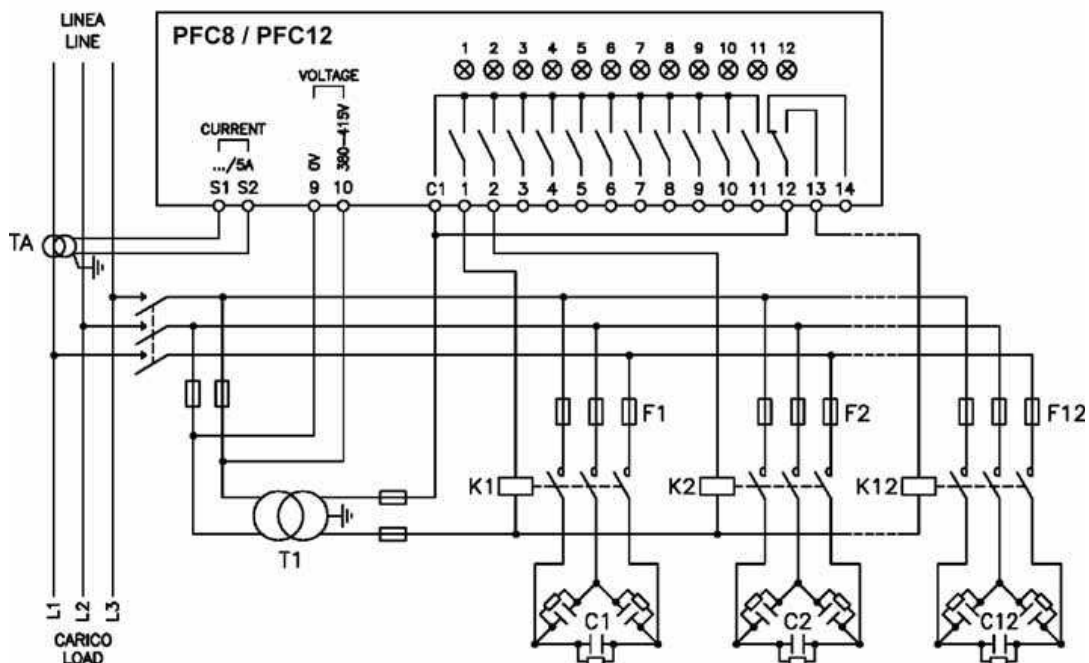 LINEA
LINE
PFC8 / PFC12
1 2 3 4 5 6 7 8 9 10 11 12
VOLTAGE
CURRENT
.../5A
0V
380-415V
S1 S2 9 10 C1 1 2 3 4 5 6 7 8 9 10 11 12 13 14
TA
F1 F2 F12
K1 K2 K12
T1
L1 L2 L3
C1 C2 C12
CARICO
LOAD